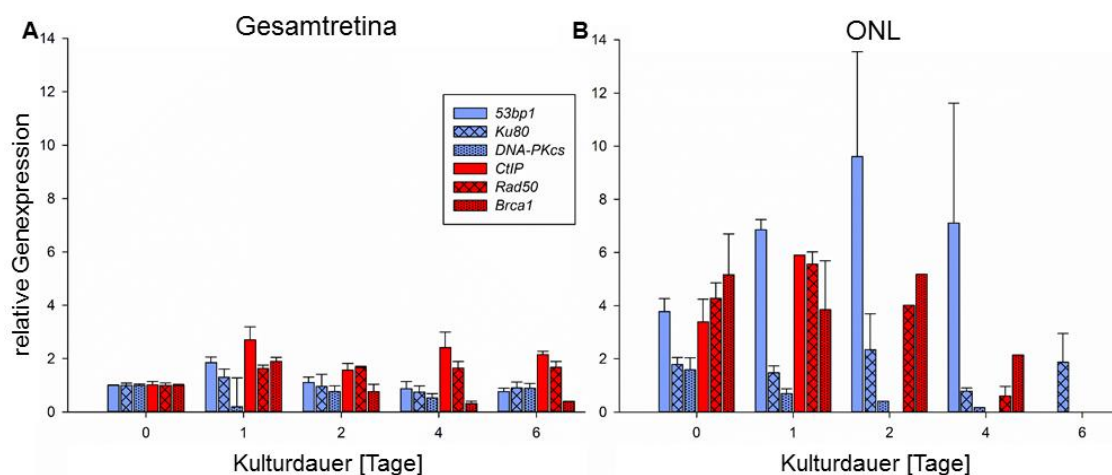 A
Gesamtretina
14
12
10
8
6
4
2
0
relative Genexpression
53bp1
Ku80
DNA-PKcs
CtIP
Rad50
Brca1
0 1 2 4 6
Kulturdauer [Tage]
B
ONL
14
12
10
8
6
4
2
0
0 1 2 4 6
Kulturdauer [Tage]